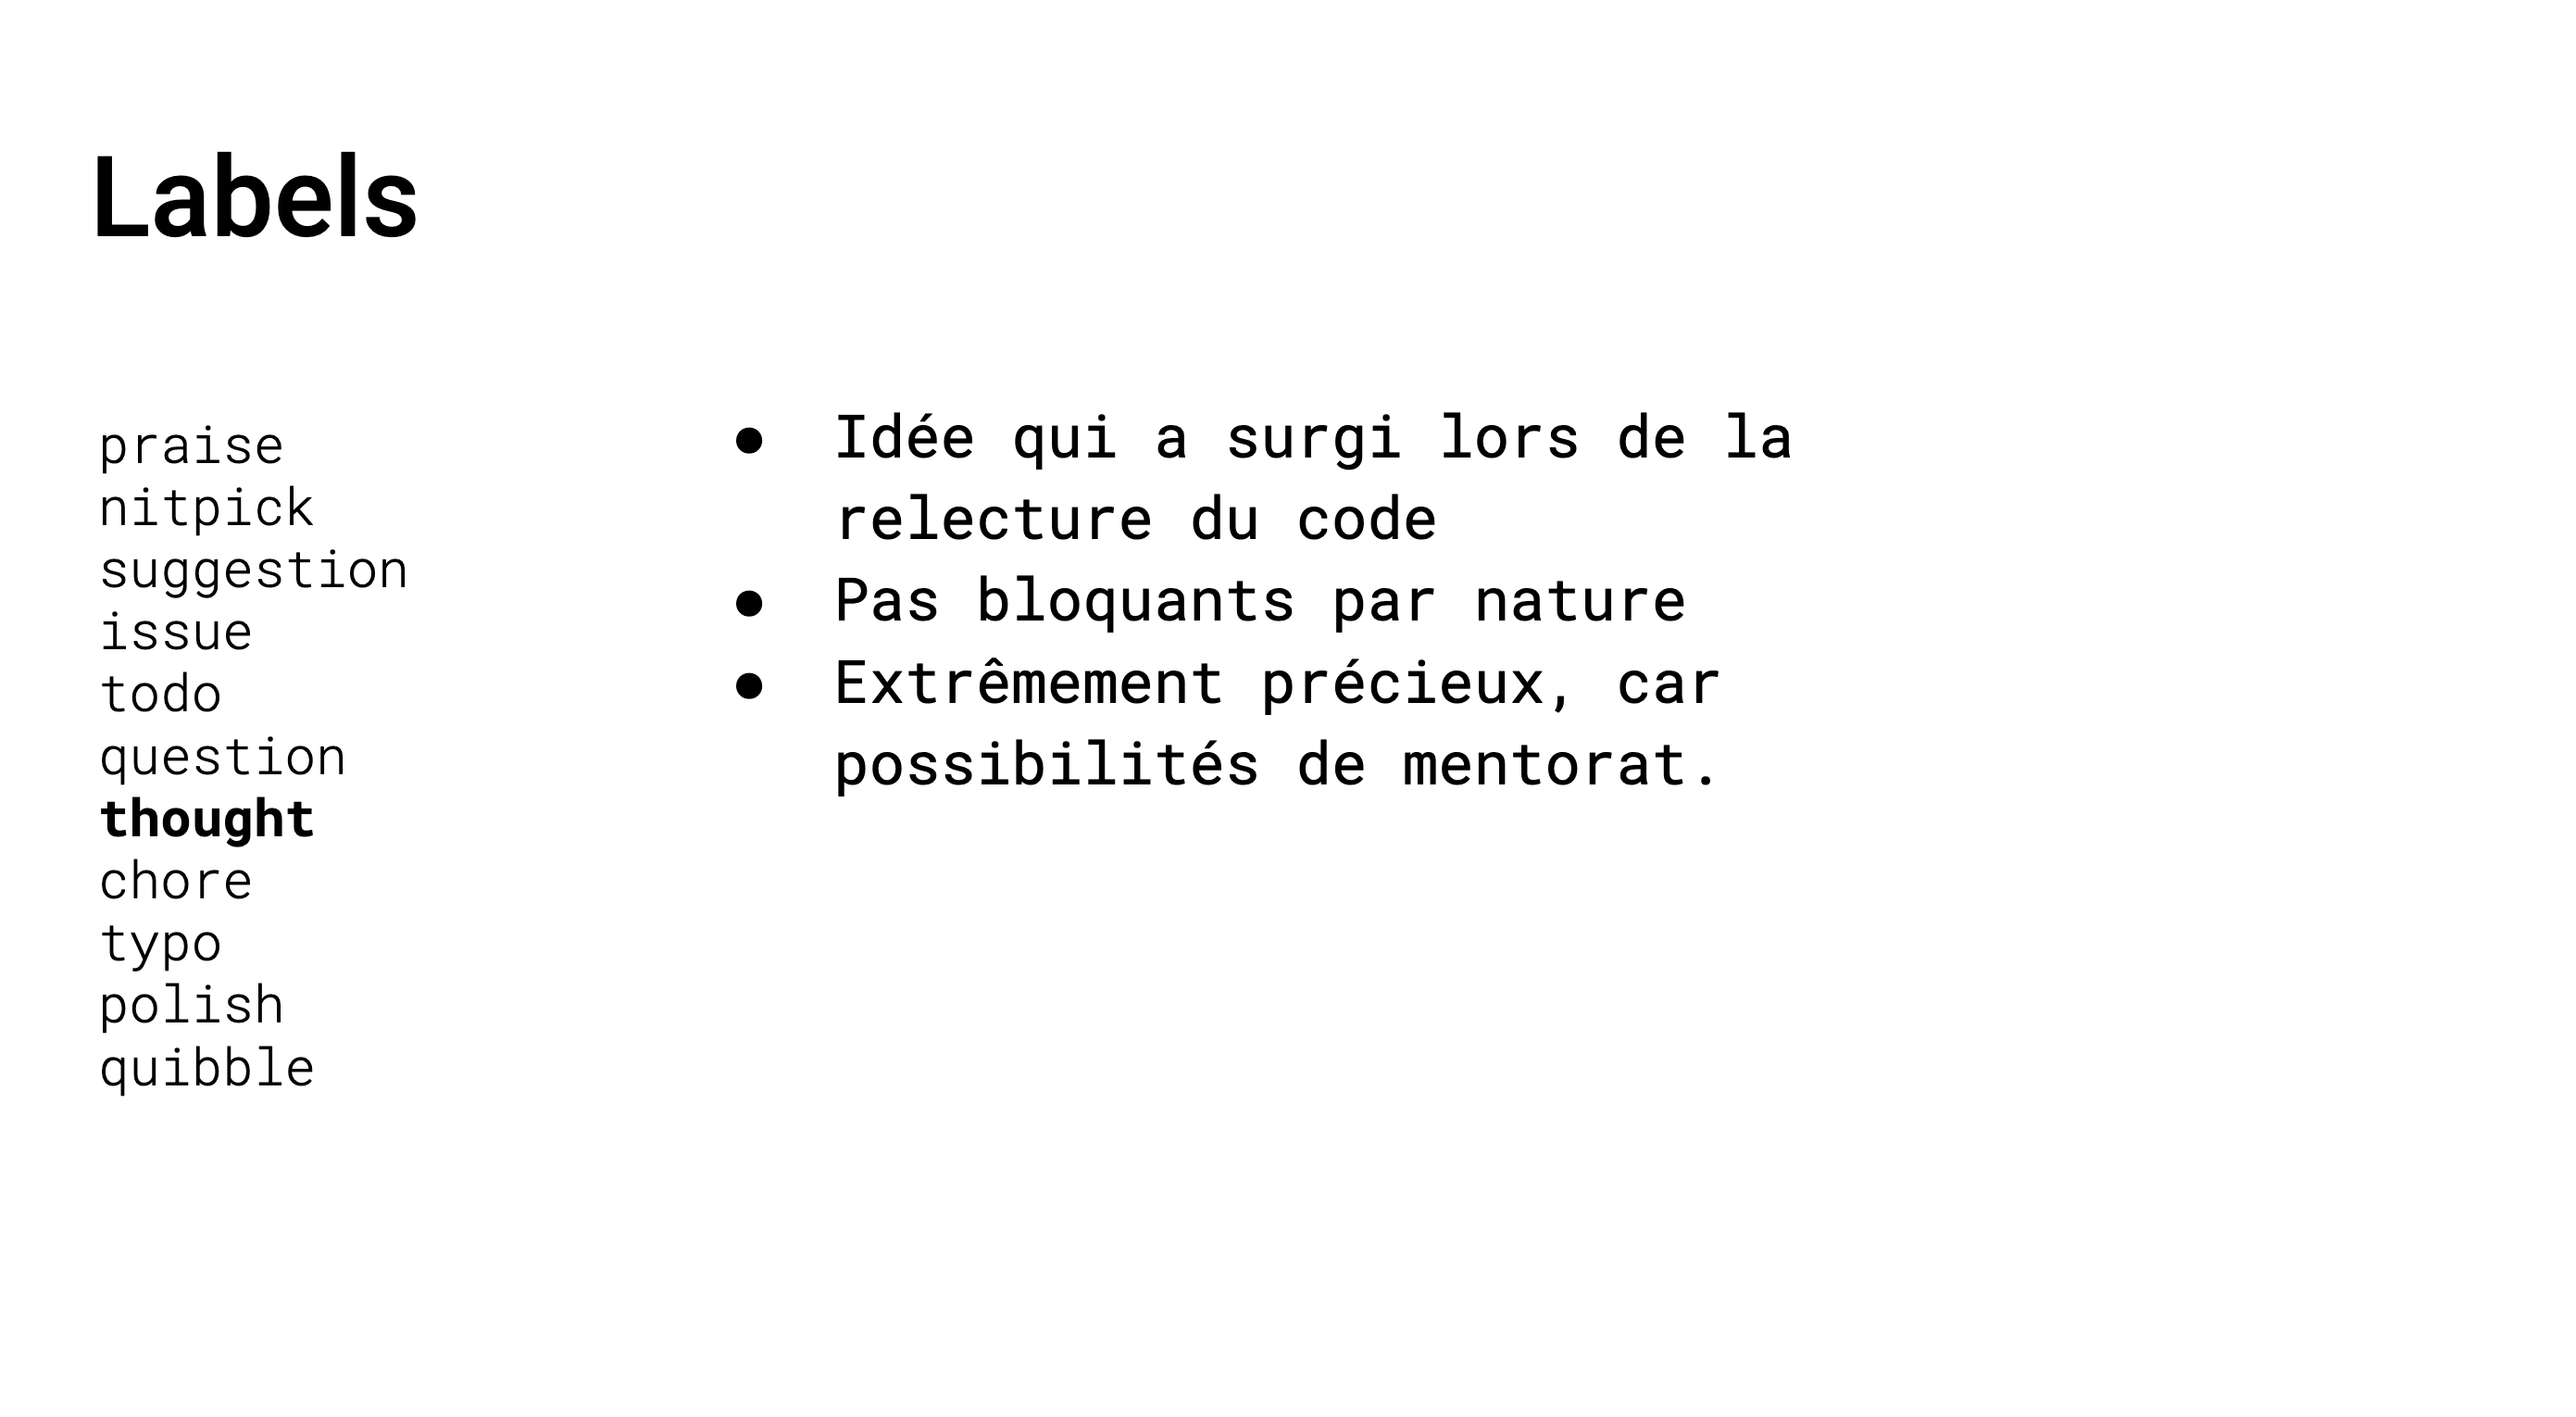 Labels
praise
nitpick
suggestion
issue
todo
question
thought
chore
typo
polish
quibble
● Idée qui a surgi lors de la
relecture du code
● Pas bloquants par nature
● Extrêmement précieux, car
possibilités de mentorat.